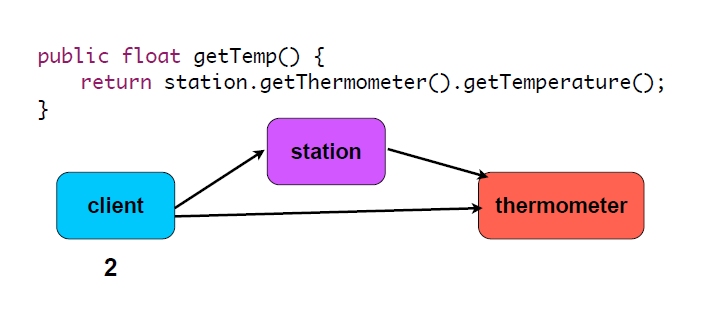 public float getTemp() {
    return station.getThermometer().getTemperature();
}
station
client
thermometer
2